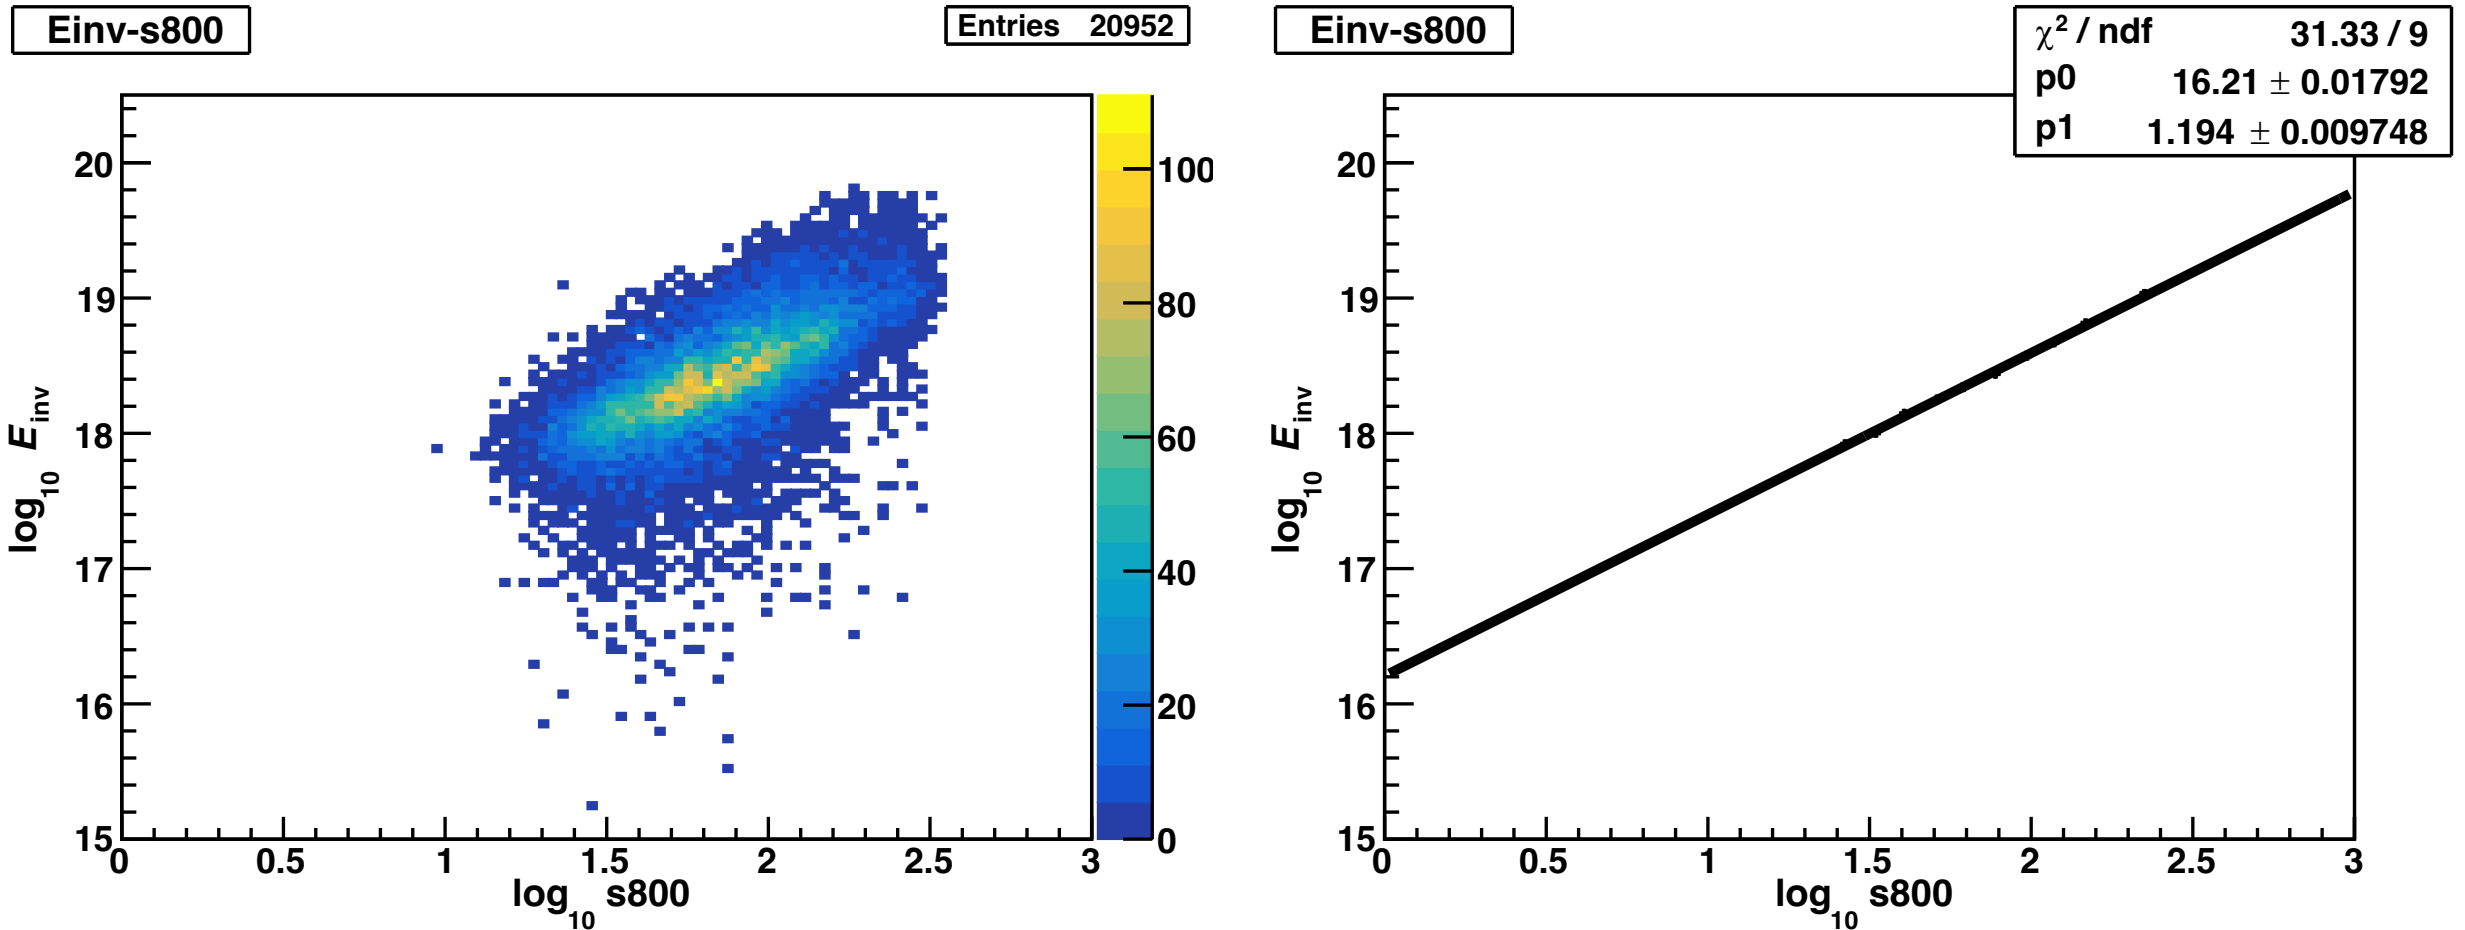 Einv-s800
Entries 20952
20
19
18
17
16
15
0 0.5 1 1.5 2 2.5 3
log10 s800
log10 Einv
100
80
60
40
20
0
Einv-s800
χ2 / ndf 31.33 / 9
p0 16.21 ± 0.01792
p1 1.194 ± 0.009748
20
19
18
17
16
15
0 0.5 1 1.5 2 2.5 3
log10 s800
log10 Einv